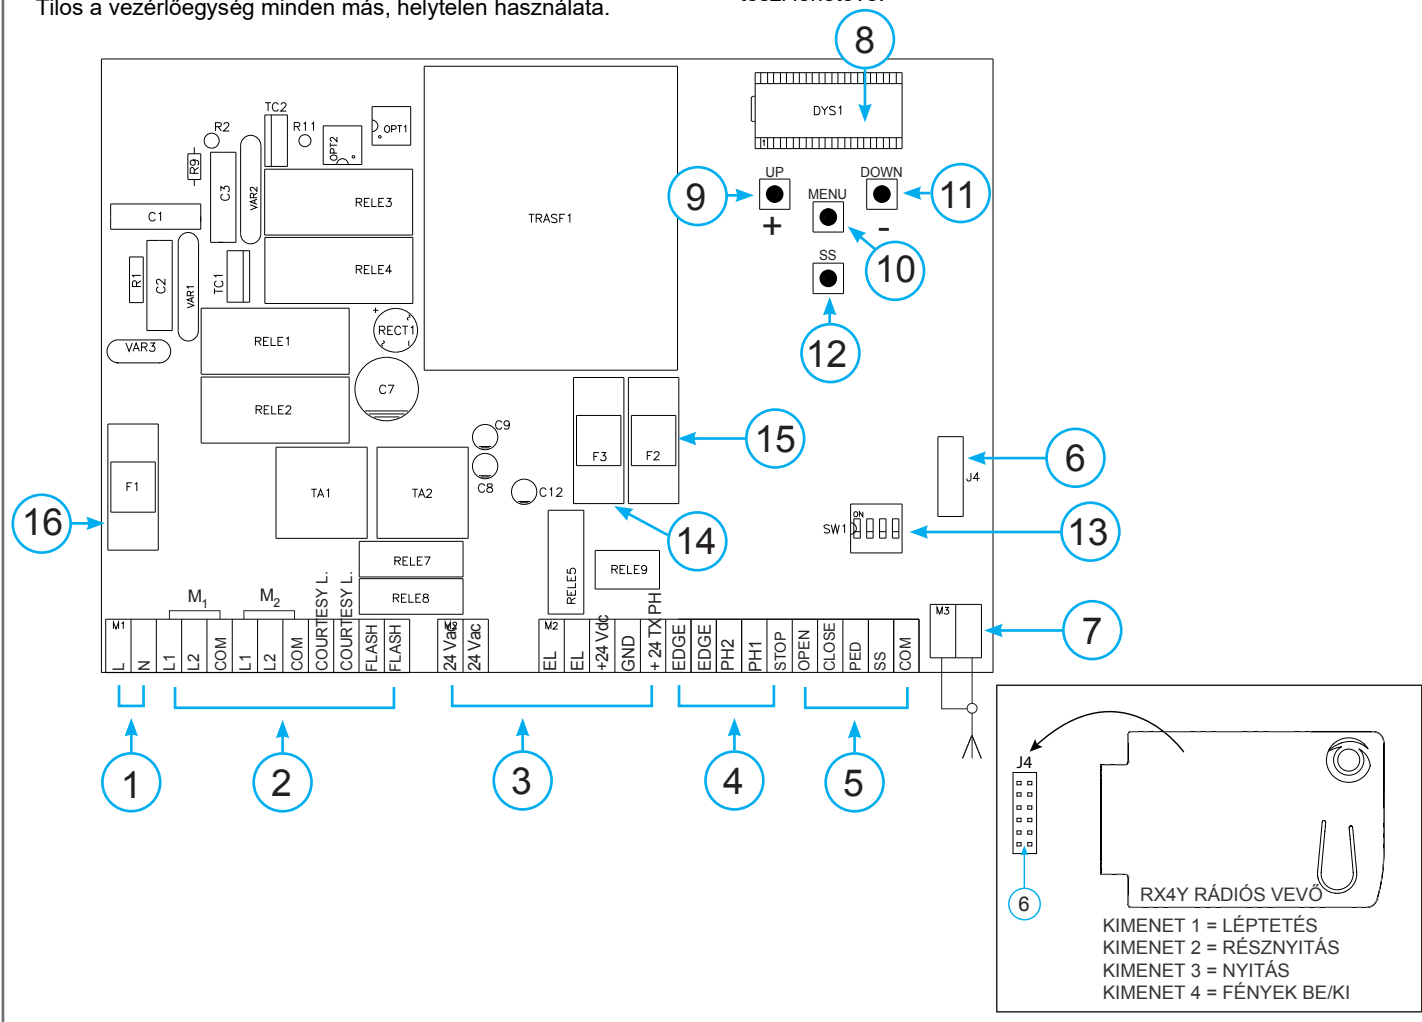 Tilos a vezérlőegység minden más, helytelen használata.
8
DYS1
1
TC2
R2
R11
OPT2
OPT1
R9
C3
VAR2
RELE3
C1
TRASF1
9
UP
+
MENU
DOWN
-
11
10
SS
12
R1
C2
VAR1
TC1
RELE4
VAR3
RELE1
+
RECT1
RELE2
C7
C9
C8
C12
F3
F2
15
14
F1
16
TA1
TA2
6
J4
SW1
ON
13
RELE7
RELE8
RELE5
RELE9
M1
M2
M1
L
N
L1
L2
COM
L1
L2
COM
COURTESY L.
COURTESY L.
FLASH
FLASH
24 Vac
24 Vac
M2
EL
EL
+24 Vdc
GND
+ 24 TX PH
EDGE
EDGE
PH2
PH1
STOP
OPEN
CLOSE
PED
SS
COM
M3
7
1
2
3
4
5
J4
6
RX4Y RÁDIÓS VEVŐ
KIMENET 1 = LÉPTETÉS
KIMENET 2 = RÉSZNYITÁS
KIMENET 3 = NYITÁS
KIMENET 4 = FÉNYEK BE/KI